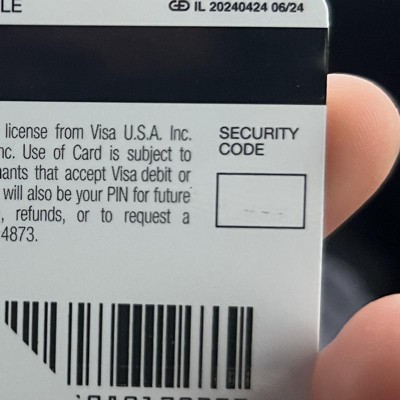 LE
IL 20240424 06/24
license from Visa U.S.A. Inc.
nc. Use of Card is subject to
hants that accept Visa debit or
will also be your PIN for future
, refunds, or to request a
4873.
SECURITY
CODE